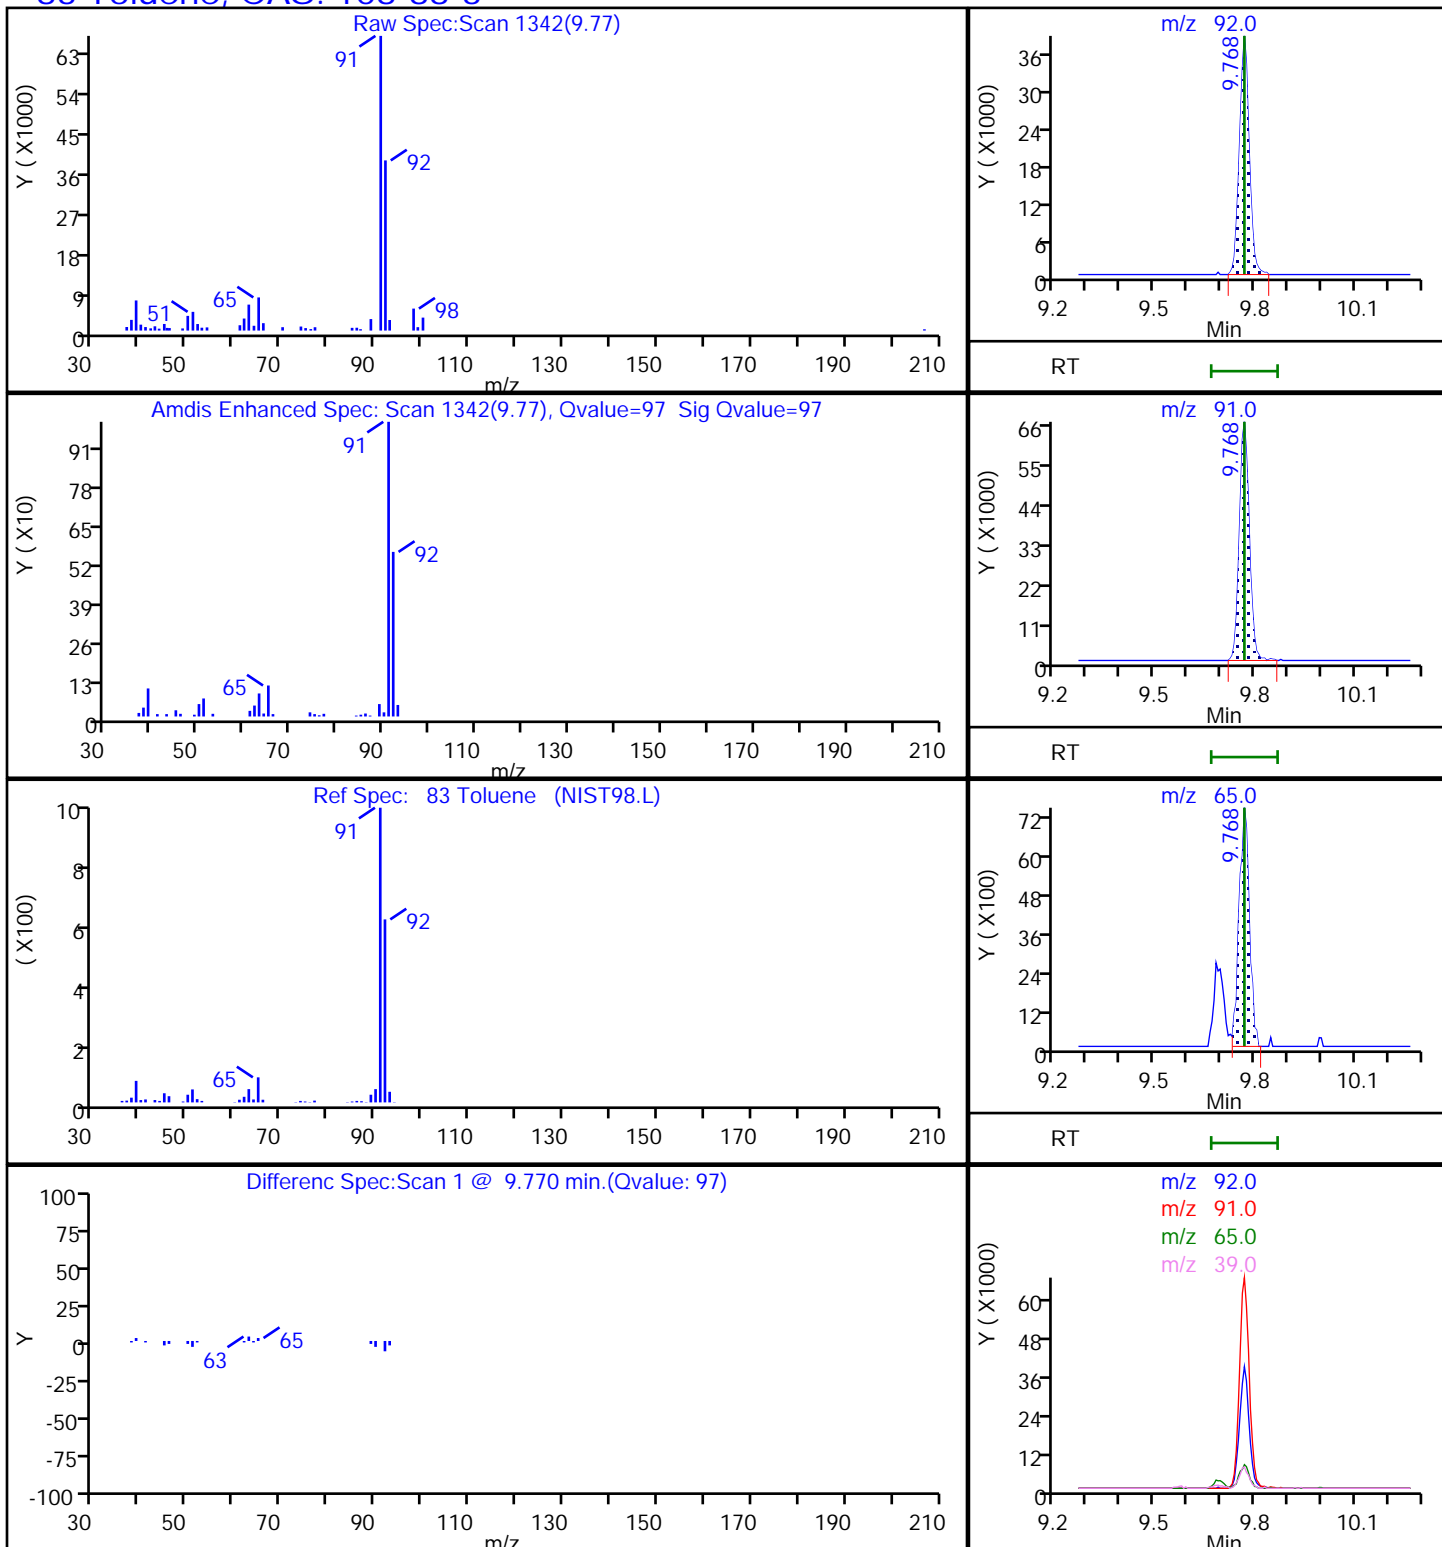 83 Toluene, CAS: 108-88-3
Raw Spec:Scan 1342(9.77)
Y ( X1000)
63
54
45
36
27
18
9
0
91
92
51
65
98
30 50 70 90 110 130 150 170 190 210
m/z
m/z 92.0
Y ( X1000)
36
30
24
18
12
6
0
9.768
9.2 9.5 9.8 10.1
Min
RT
Amdis Enhanced Spec: Scan 1342(9.77), Qvalue=97 Sig Qvalue=97
Y ( X10)
91
78
65
52
39
26
13
0
91
92
65
30 50 70 90 110 130 150 170 190 210
m/z
m/z 91.0
Y ( X1000)
66
55
44
33
22
11
0
9.768
9.2 9.5 9.8 10.1
Min
RT
Ref Spec: 83 Toluene (NIST98.L)
( X100)
10
8
6
4
2
0
91
92
65
30 50 70 90 110 130 150 170 190 210
m/z 65.0
Y ( X100)
72
60
48
36
24
12
0
9.768
9.2 9.5 9.8 10.1
Min
RT
Differenc Spec:Scan 1 @ 9.770 min.(Qvalue: 97)
Y
100
75
50
25
0
-25
-50
-75
-100
63
65
30 50 70 90 110 130 150 170 190 210
m/z
m/z 92.0
m/z 91.0
m/z 65.0
m/z 39.0
Y ( X1000)
60
48
36
24
12
0
9.2 9.5 9.8 10.1
Min